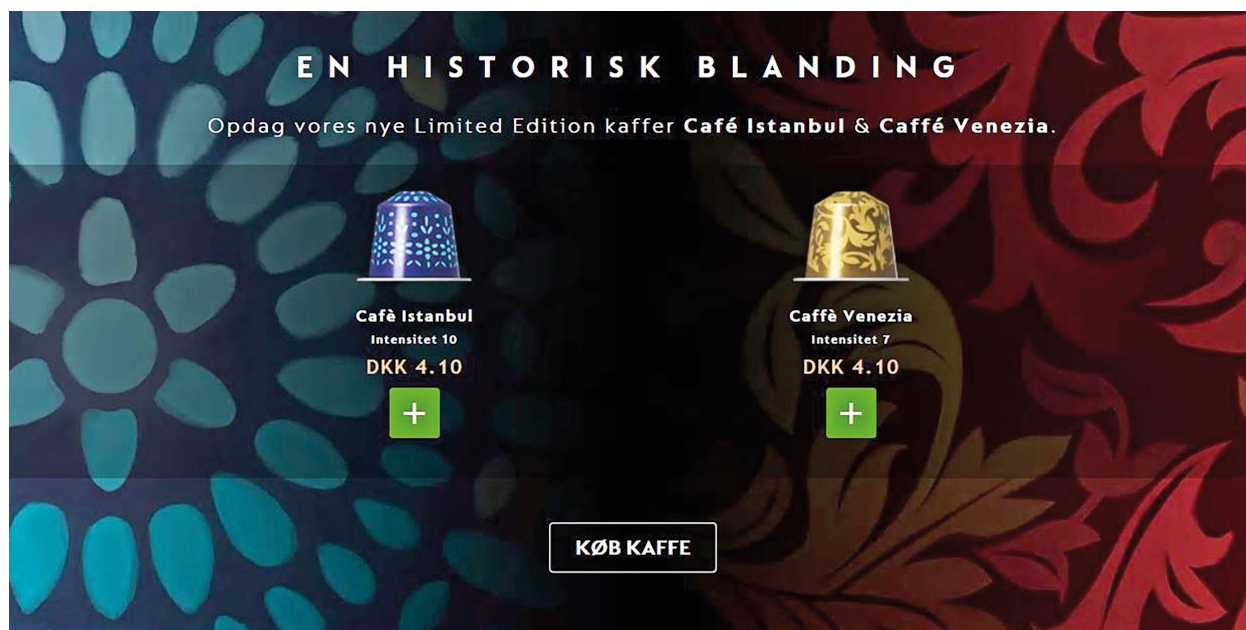 EN HISTORISK BLANDING
Opdag vores nye Limited Edition kaffer Café Istanbul & Caffé Venezia.
Cafè Istanbul
Intensitet 10
DKK 4.10
+
Caffè Venezia
Intensitet 7
DKK 4.10
+
KØB KAFFE